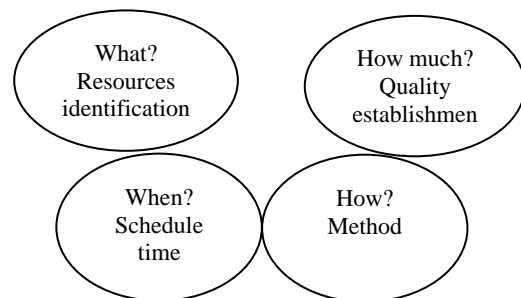 What?
Resources
identification
How much?
Quality
establishmen
When?
Schedule
time
How?
Method